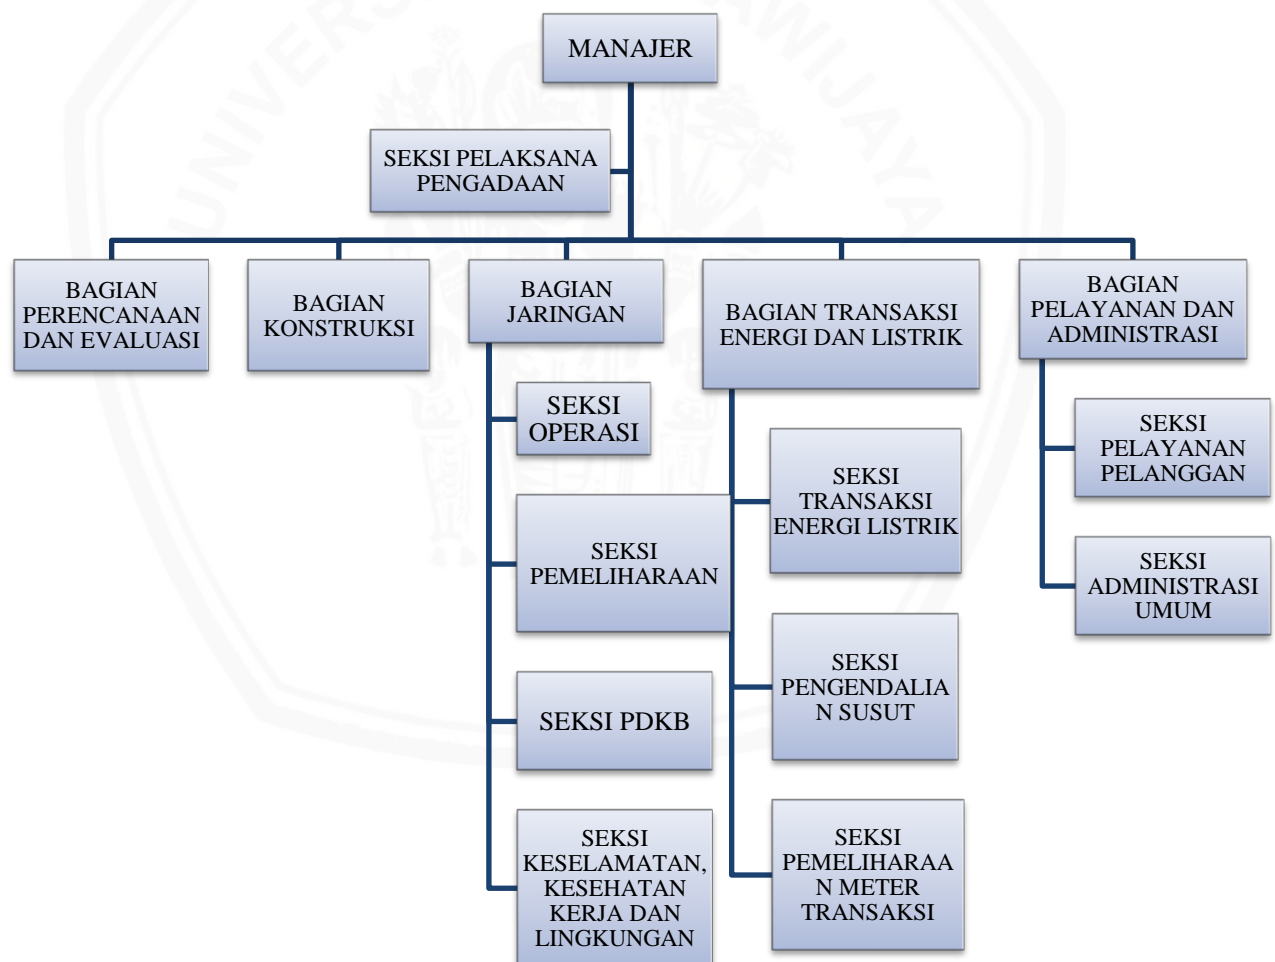 MANAJER
SEKSI PELAKSANA
PENGADAAN
BAGIAN
PERENCANAAN
DAN EVALUASI
BAGIAN
KONSTRUKSI
BAGIAN
JARINGAN
BAGIAN TRANSAKSI
ENERGI DAN LISTRIK
BAGIAN
PELAYANAN DAN
ADMINISTRASI
SEKSI
OPERASI
SEKSI
PEMELIHARAAN
SEKSI PDKB
SEKSI
KESELAMATAN,
KESEHATAN
KERJA DAN
LINGKUNGAN
SEKSI
TRANSAKSI
ENERGI LISTRIK
SEKSI
PENGENDALIA
N SUSUT
SEKSI
PEMELIHARAA
N METER
TRANSAKSI
SEKSI
PELAYANAN
PELANGGAN
SEKSI
ADMINISTRASI
UMUM